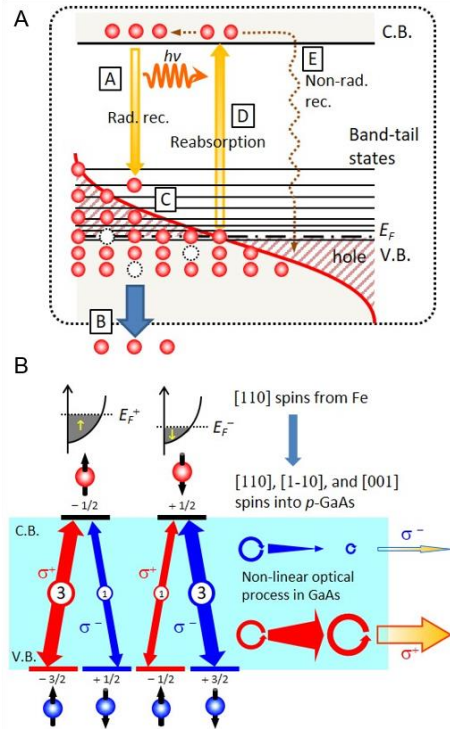 A
C.B.
hv
A
E
Non-rad.
rec.
Rad. rec.
D
Reabsorption
Band-tail
states
C
E_F
V.B.
hole
B
B
E_F^+
↑
E_F^-
↓
[110] spins from Fe
[110], [1-10], and [001]
spins into p-GaAs
- 1/2
+ 1/2
C.B.
σ^+
3
1
σ^-
σ^+
1
3
σ^-
σ^-
Non-linear optical
process in GaAs
σ^+
V.B.
- 3/2
+ 1/2
- 1/2
+ 3/2